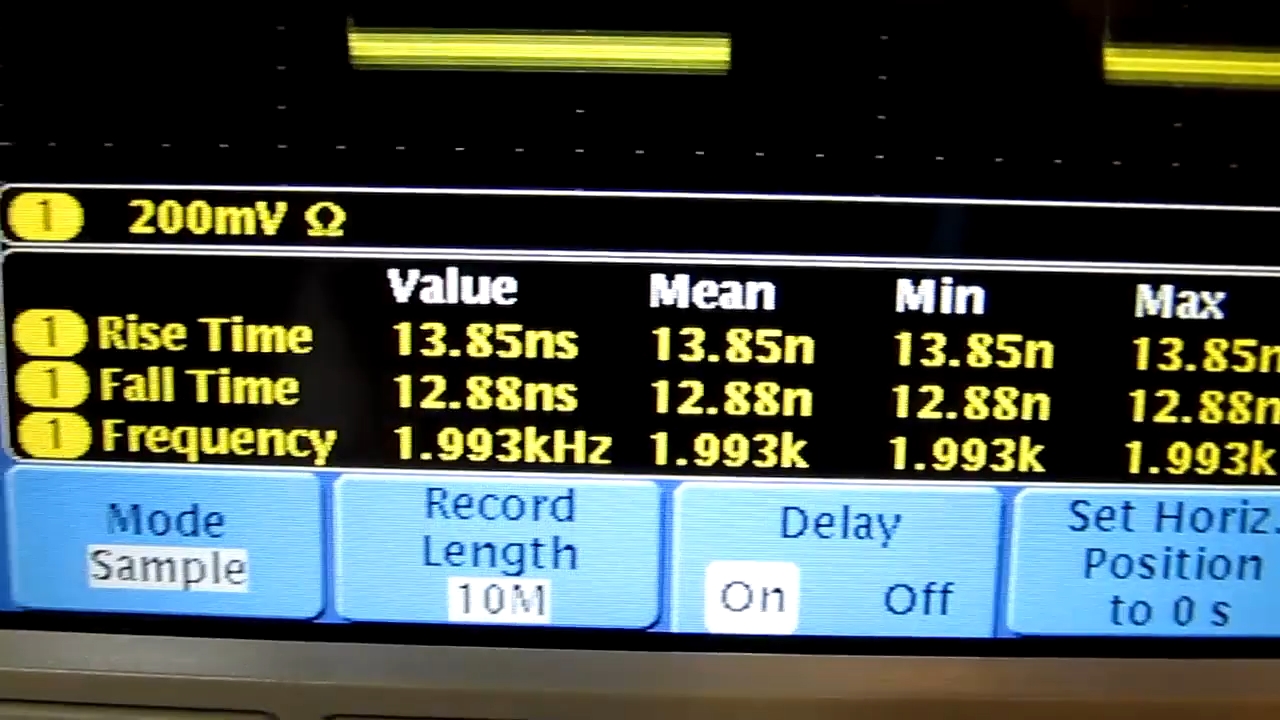 1 200mV Ω
Value Mean Min Max
1 Rise Time 13.85ns 13.85n 13.85n 13.85n
1 Fall Time 12.88ns 12.88n 12.88n 12.88n
1 Frequency 1.993kHz 1.993k 1.993k 1.993k
Mode
Sample
Record
Length
10M
Delay
On Off
Set Horiz.
Position
to 0 s